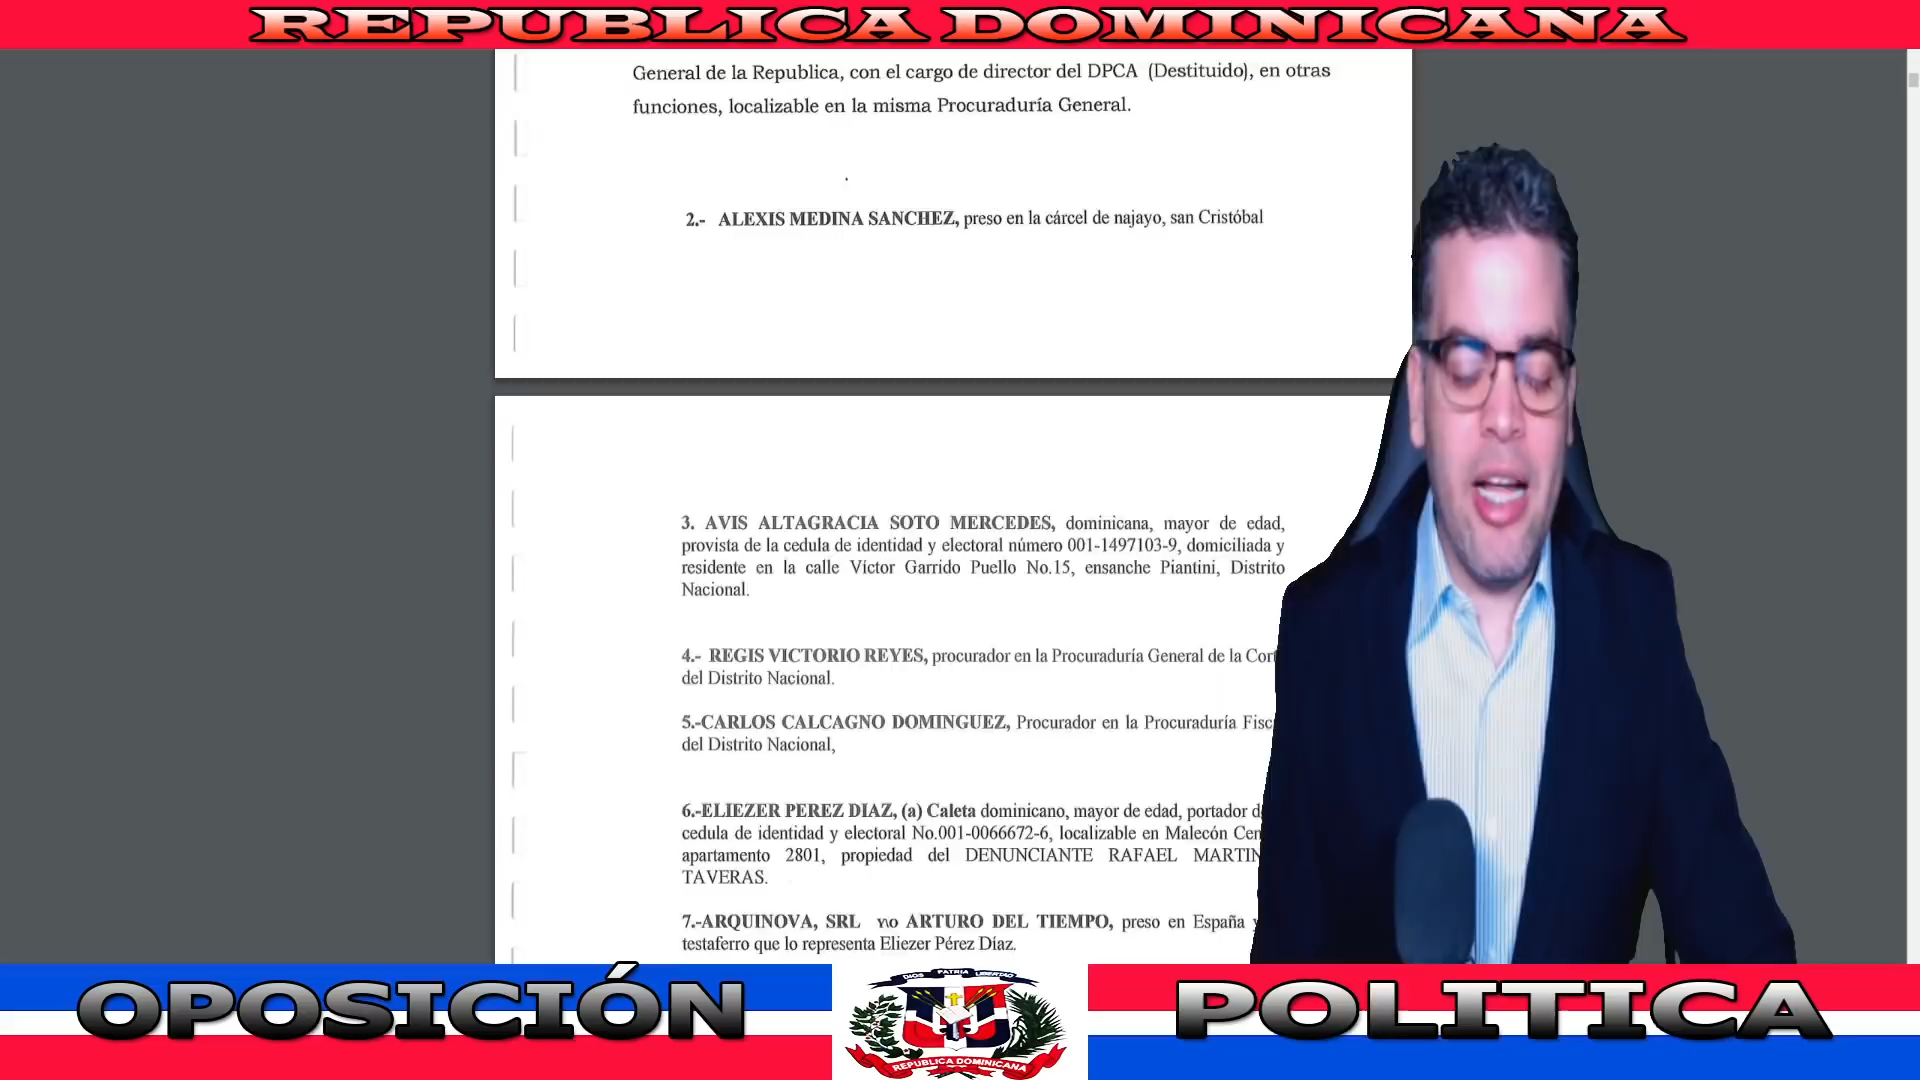 REPUBLICA DOMINICANA
General de la Republica, con el cargo de director del DPCA (Destituido), en otras
funciones, localizable en la misma Procuraduría General.
2.- ALEXIS MEDINA SANCHEZ, preso en la cárcel de najayo, san Cristóbal
3. AVIS ALTAGRACIA SOTO MERCEDES, dominicana, mayor de edad,
provista de la cedula de identidad y electoral número 001-1497103-9, domiciliada y
residente en la calle Víctor Garrido Puello No.15, ensanche Piantini, Distrito
Nacional.
4.- REGIS VICTORIO REYES, procurador en la Procuraduría General de la
del Distrito Nacional.
5.-CARLOS CALCAGNO DOMINGUEZ, Procurador en la Procuraduría
del Distrito Nacional,
6.-ELIEZER PEREZ DIAZ, (a) Caleta dominicano, mayor de edad, portador
cedula de identidad y electoral No.001-0066672-6, localizable en Malecón
apartamento 2801, propiedad del DENUNCIANTE RAFAEL
TAVERAS.
7.-ARQUINOVA, SRL y\o ARTURO DEL TIEMPO, preso en España
testaferro que lo representa Eliezer Pérez Díaz.
OPOSICIÓN
DIOS PATRIA LIBERTAD
REPUBLICA DOMINICANA
POLITICA